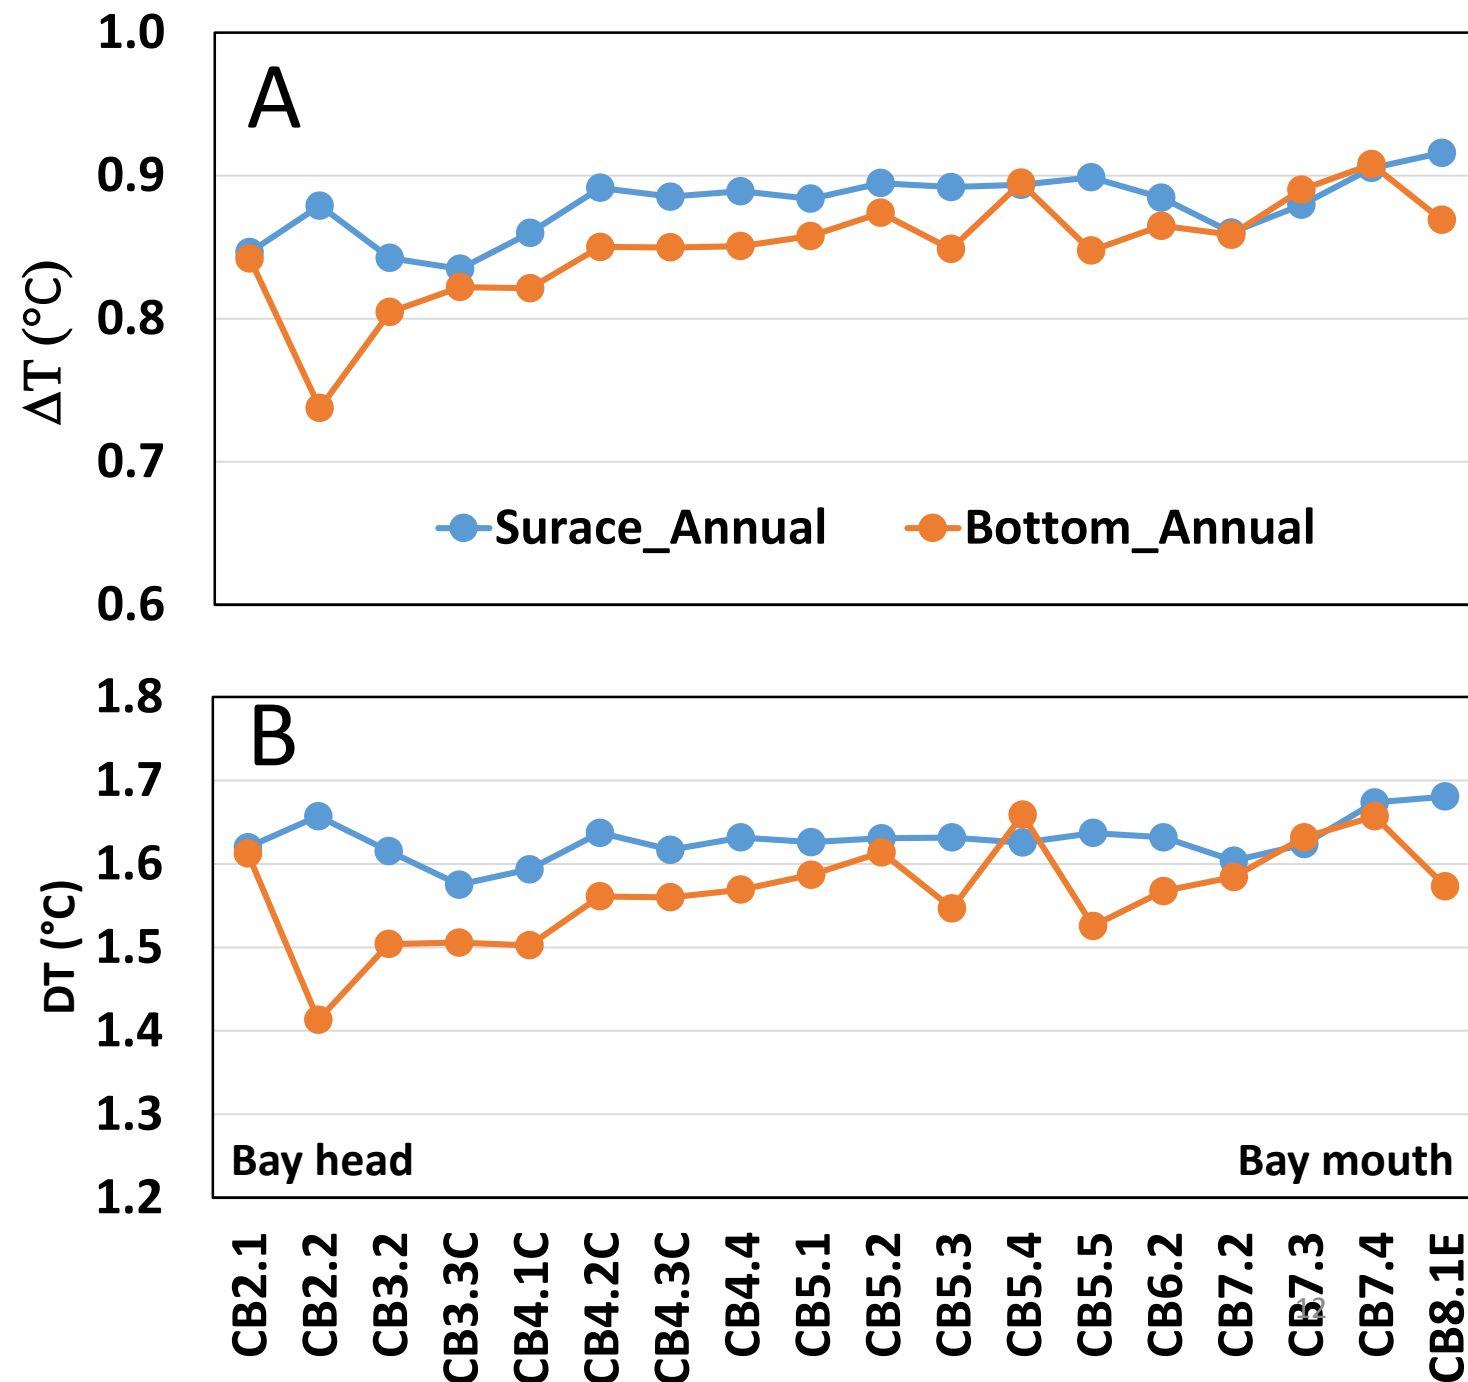 1.0
A
0.9
0.8
0.7
0.6
ΔT (°C)
Surace_Annual
Bottom_Annual
1.8
B
1.7
1.6
1.5
1.4
1.3
1.2
DT (°C)
Bay head
Bay mouth
CB2.1
CB2.2
CB3.2
CB3.3C
CB4.1C
CB4.2C
CB4.3C
CB4.4
CB5.1
CB5.2
CB5.3
CB5.4
CB5.5
CB6.2
CB7.2
CB7.3
CB7.4
CB8.1E
12